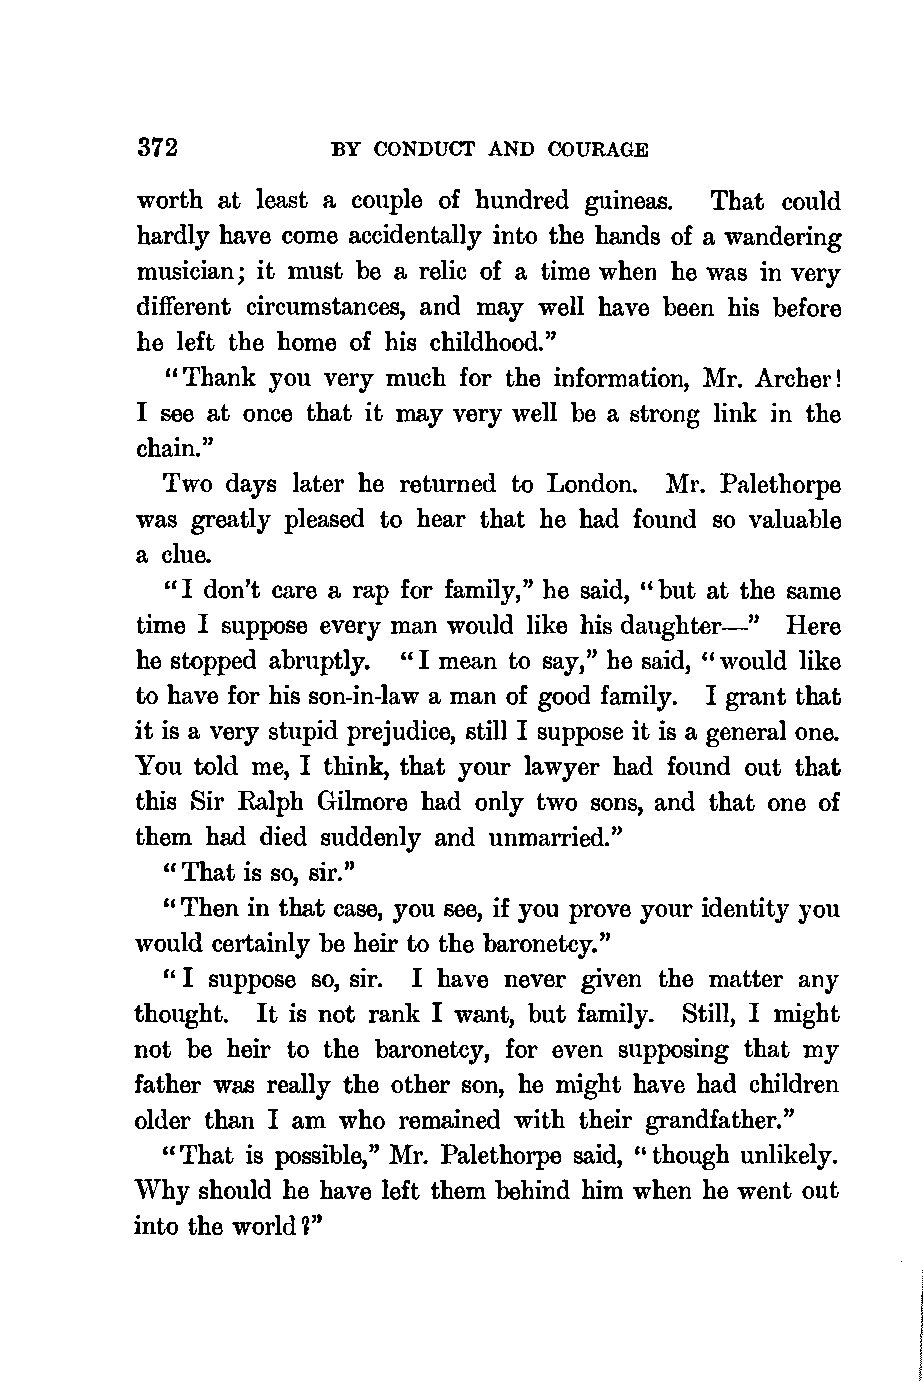 372 BY CONDUCT AND COURAGE
worth at least a couple of hundred guineas. That could
hardly have come accidentally into the hands of a wandering
musician; it must be a relic of a time when he was in very
different circumstances, and may well have been his before
he left the home of his childhood.”
“Thank you very much for the information, Mr. Archer!
I see at once that it may very well be a strong link in the
chain.”
Two days later he returned to London. Mr. Palethorpe
was greatly pleased to hear that he had found so valuable
a clue.
“I don't care a rap for family,” he said, “but at the same
time I suppose every man would like his daughter—” Here
he stopped abruptly. “I mean to say,” he said, “would like
to have for his son-in-law a man of good family. I grant that
it is a very stupid prejudice, still I suppose it is a general one.
You told me, I think, that your lawyer had found out that
this Sir Ralph Gilmore had only two sons, and that one of
them had died suddenly and unmarried.”
“That is so, sir.”
“Then in that case, you see, if you prove your identity you
would certainly be heir to the baronetcy.”
“I suppose so, sir. I have never given the matter any
thought. It is not rank I want, but family. Still, I might
not be heir to the baronetcy, for even supposing that my
father was really the other son, he might have had children
older than I am who remained with their grandfather.”
“That is possible,” Mr. Palethorpe said, “though unlikely.
Why should he have left them behind him when he went out
into the world?”